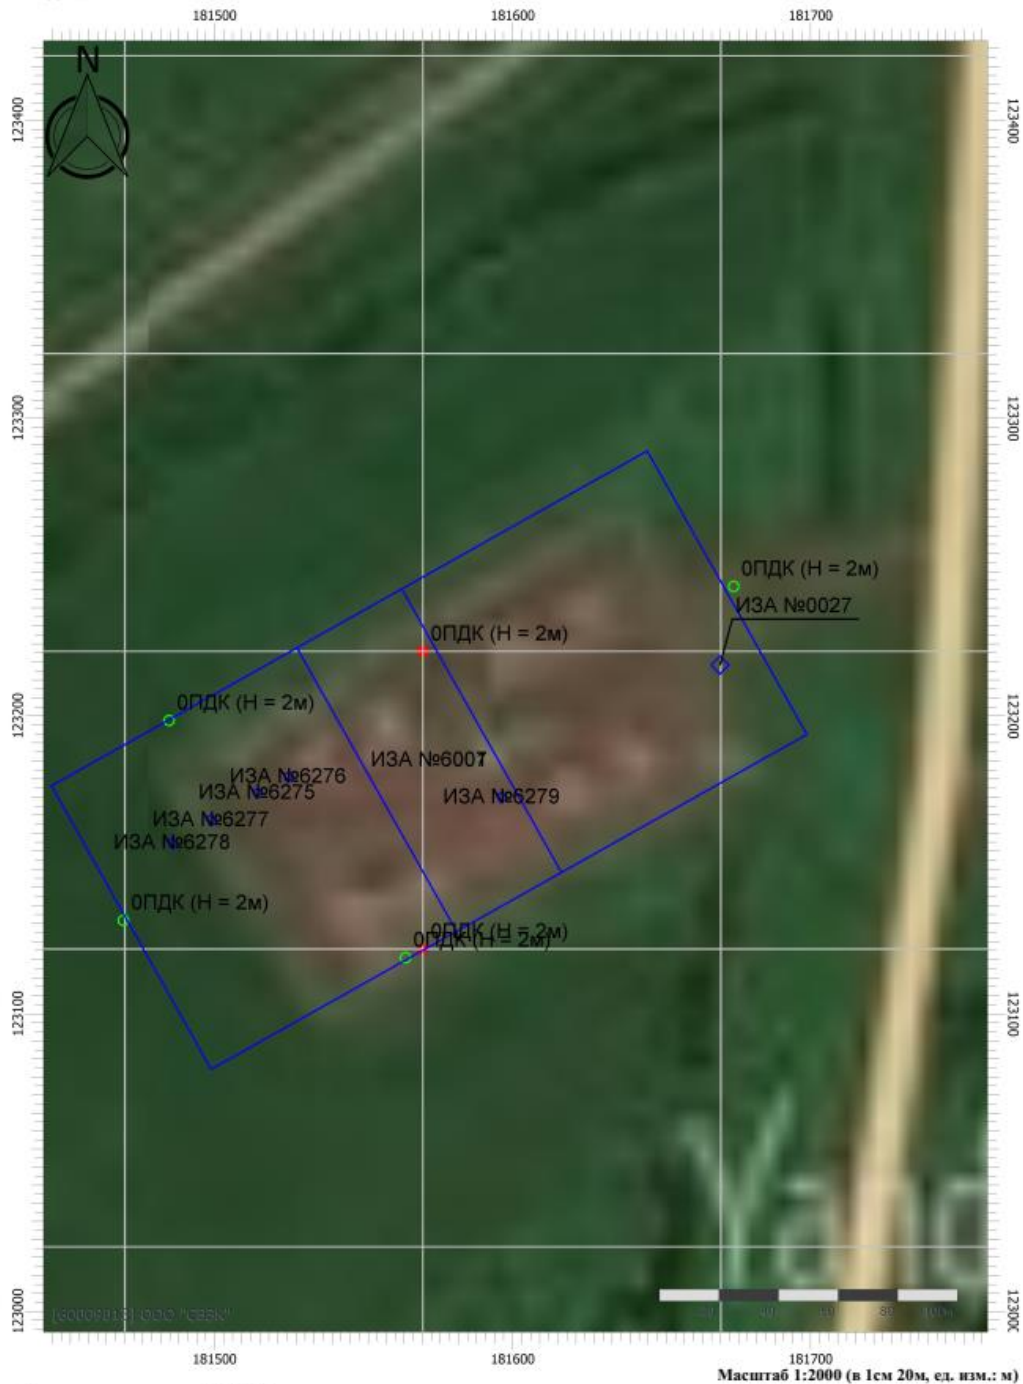 181500 181600 181700
N
123400 123400
123300 123300
0ПДК (H = 2м)
ИЗА №0027
0ПДК (H = 2м)
123200 123200
0ПДК (H = 2м)
ИЗА №6001
ИЗА №6276
ИЗА №6275
ИЗА №6279
ИЗА №6277
ИЗА №6278
0ПДК (H = 2м)
0ПДК (H = 2м)
0ПДК (H = 2м)
123100 123100
Yand
123000 123000
181500 181600 181700
Масштаб 1:2000 (в 1см 20м, ед. изм.: м)